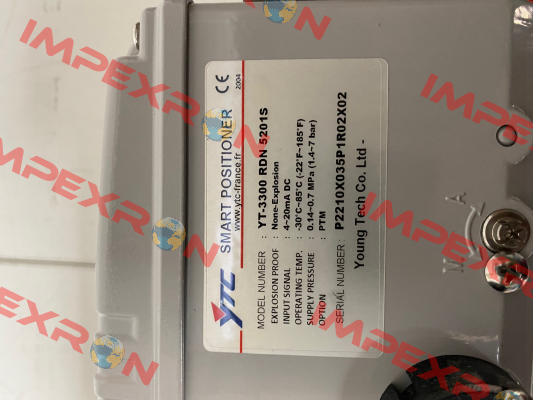 YTC SMART POSITIONER CE
www.ytc-france.fr 2004
MODEL NUMBER : YT-3300 RDN 5201S
EXPLOSION PROOF : None-Explosion
INPUT SIGNAL : 4~20mA DC
OPERATING TEMP. : -30°C~85°C (-22°F~185°F)
SUPPLY PRESSURE : 0.14~0.7 MPa (1.4~7 bar)
OPTION : PTM
SERIAL NUMBER : P2210X035P1R02X02
Young Tech Co. Ltd -
A
M
IMPEXRON
IMPEXRON
IMPEXRON
IMPEXRON
IMPEXRON